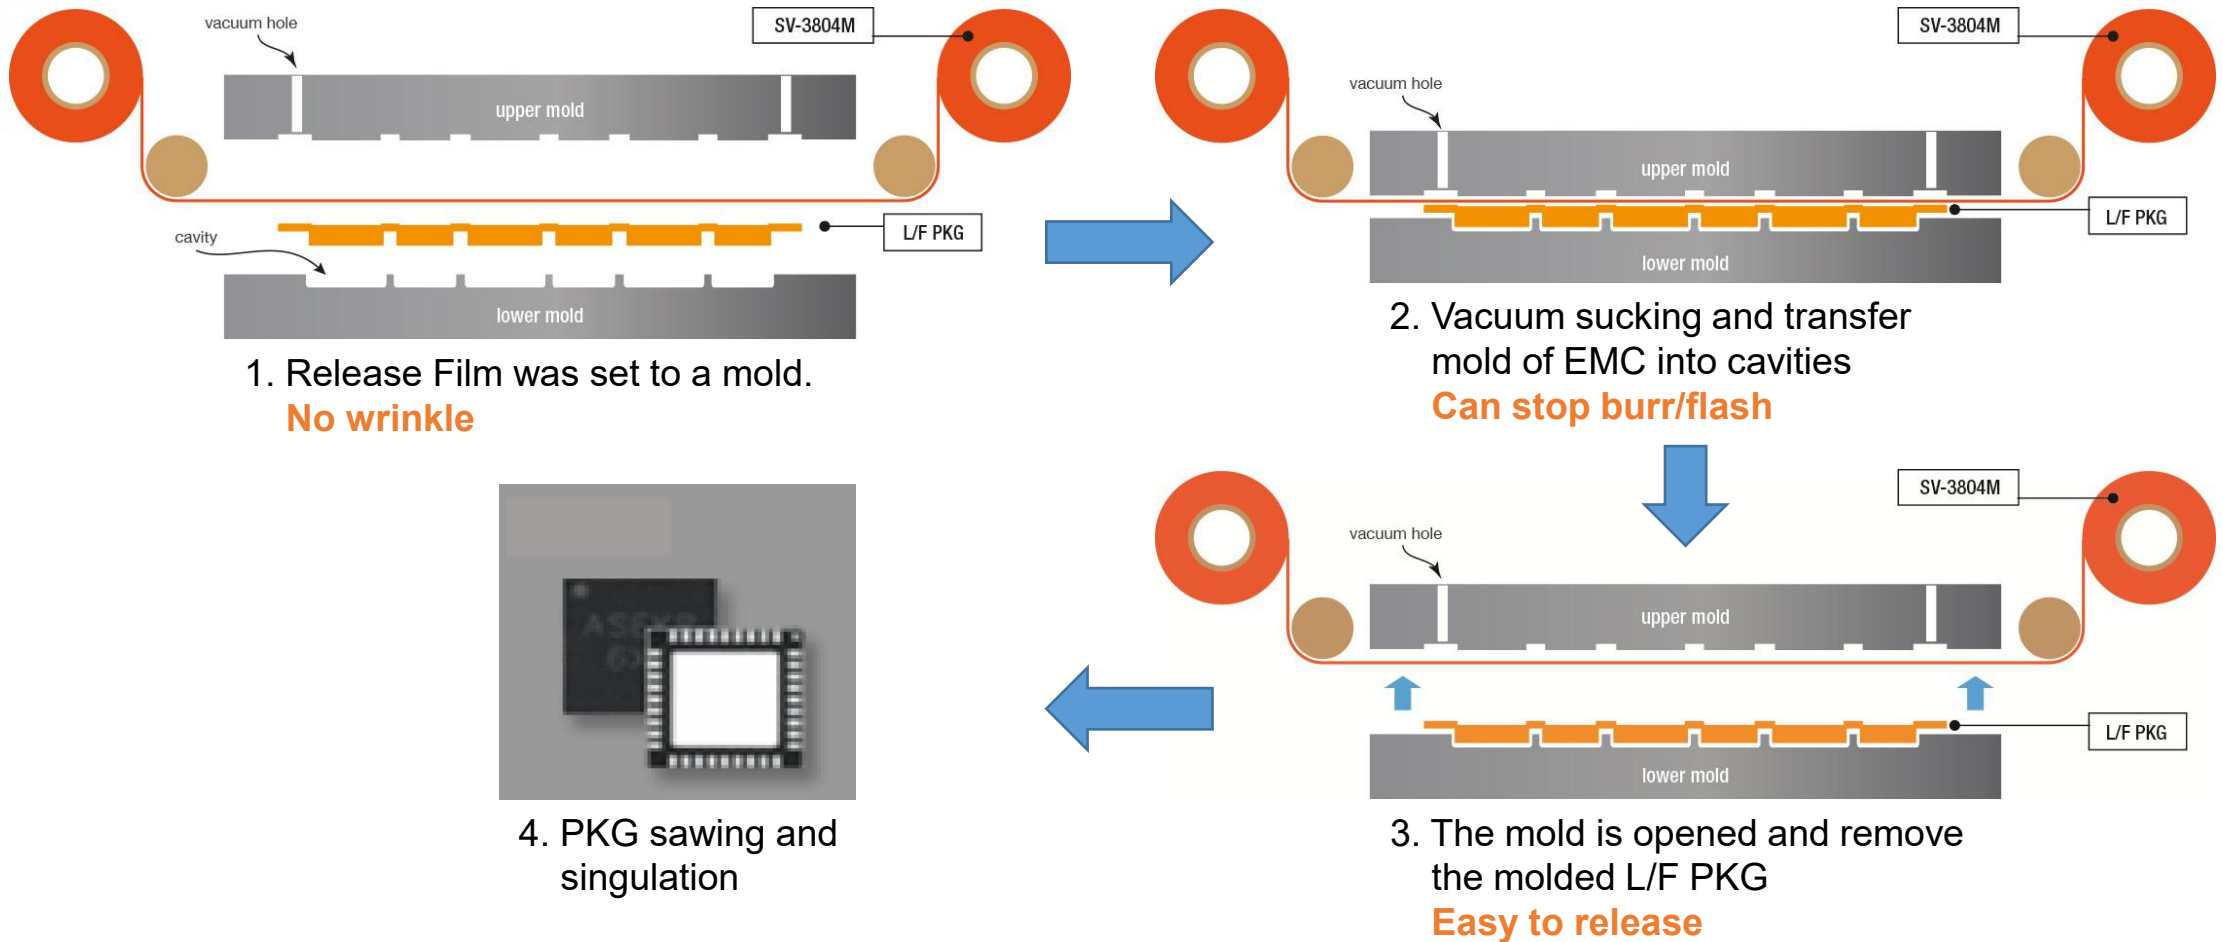 vacuum hole
SV-3804M
upper mold
L/F PKG
cavity
lower mold
1. Release Film was set to a mold.
No wrinkle
vacuum hole
SV-3804M
upper mold
L/F PKG
lower mold
2. Vacuum sucking and transfer
mold of EMC into cavities
Can stop burr/flash
vacuum hole
SV-3804M
upper mold
L/F PKG
lower mold
3. The mold is opened and remove
the molded L/F PKG
Easy to release
4. PKG sawing and
singulation